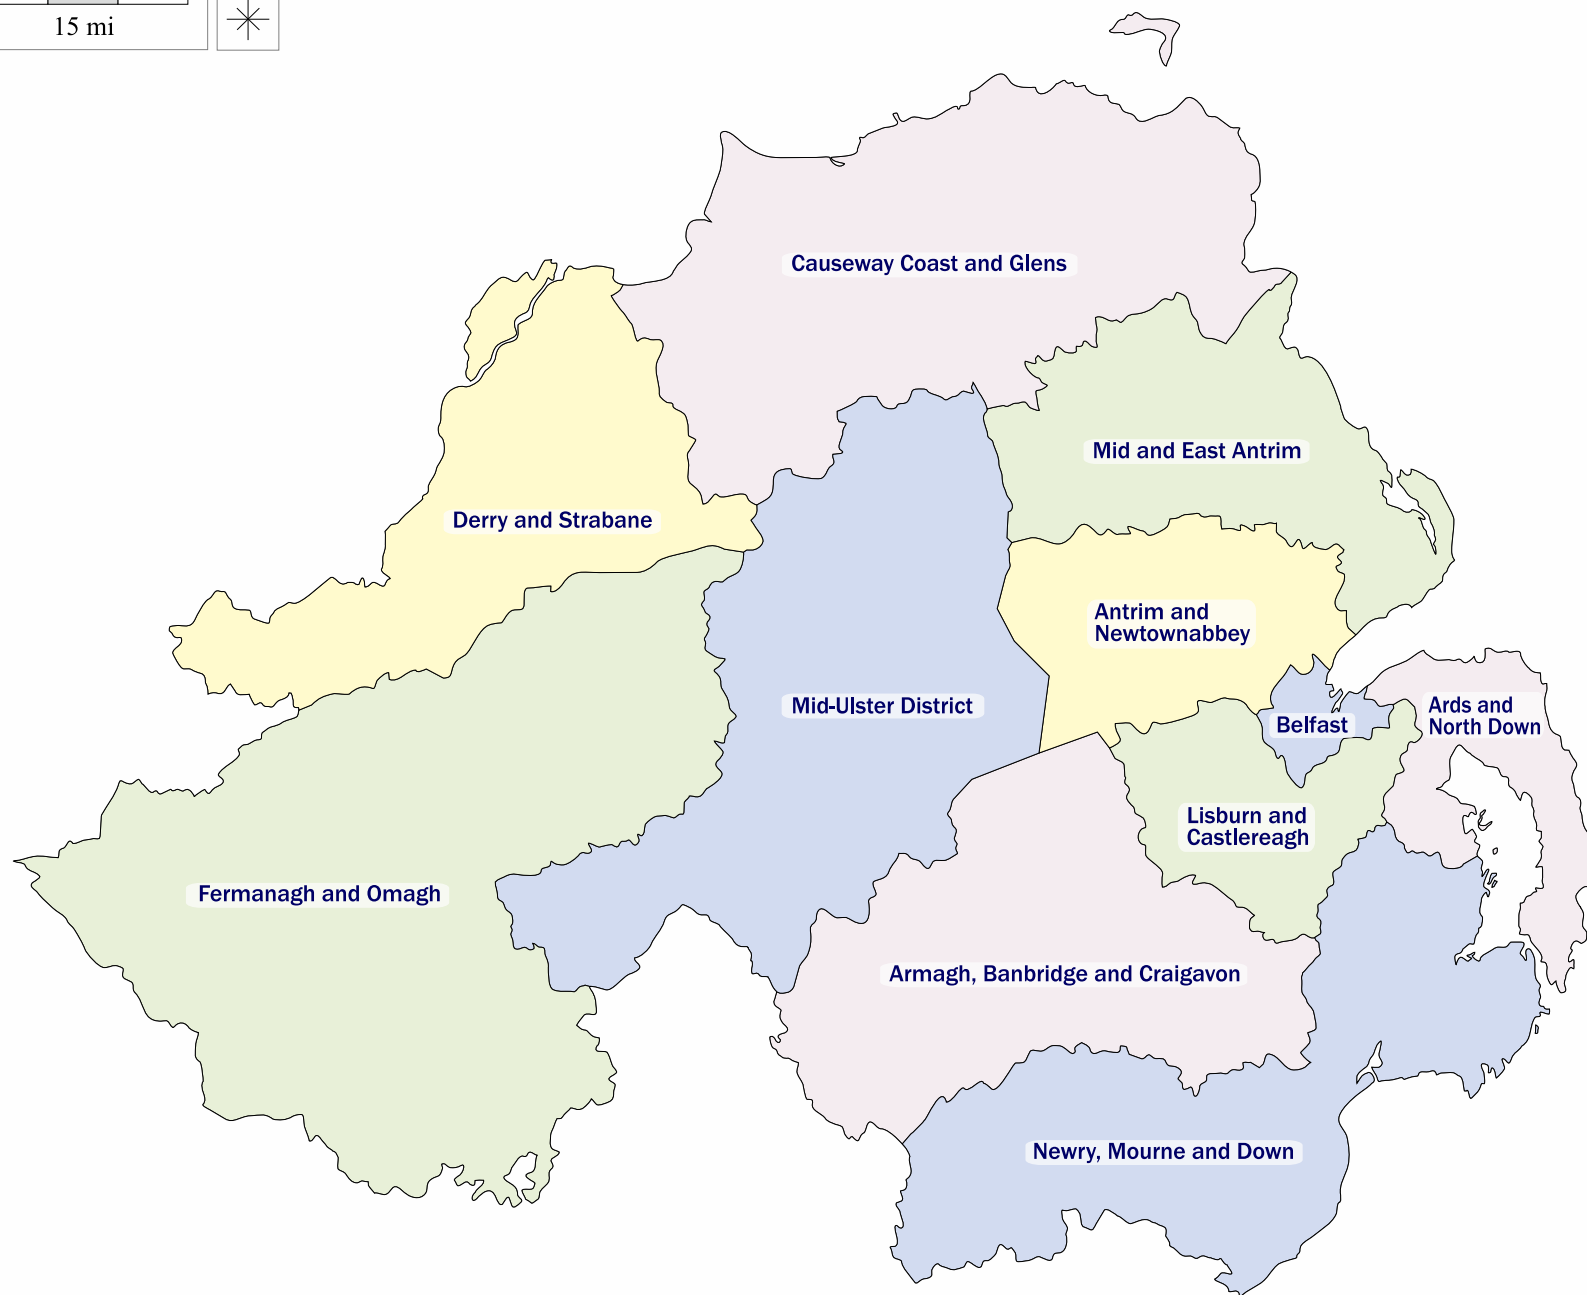 15 mi
Causeway Coast and Glens
Mid and East Antrim
Derry and Strabane
Antrim and
Newtownabbey
Mid-Ulster District
Ards and
North Down
Belfast
Lisburn and
Castlereagh
Fermanagh and Omagh
Armagh, Banbridge and Craigavon
Newry, Mourne and Down